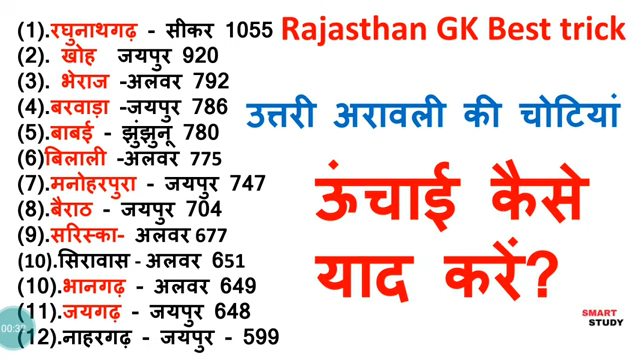 (1).रघुनाथगढ़ - सीकर 1055
(2). खोह जयपुर 920
(3). भेराज -अलवर 792
(4).बरवाड़ा -जयपुर 786
(5).बाबई - झुंझुनू 780
(6)बिलाली -अलवर 775
(7).मनोहरपुरा - जयपुर 747
(8).बैराठ - जयपुर 704
(9).सरिस्का- अलवर 677
(10).सिरावास - अलवर 651
(10).भानगढ़ - अलवर 649
(11).जयगढ़ - जयपुर 648
(12).नाहरगढ़ - जयपुर - 599
Rajasthan GK Best trick
उत्तरी अरावली की चोटियां
ऊंचाई कैसे
याद करें?
SMART
STUDY